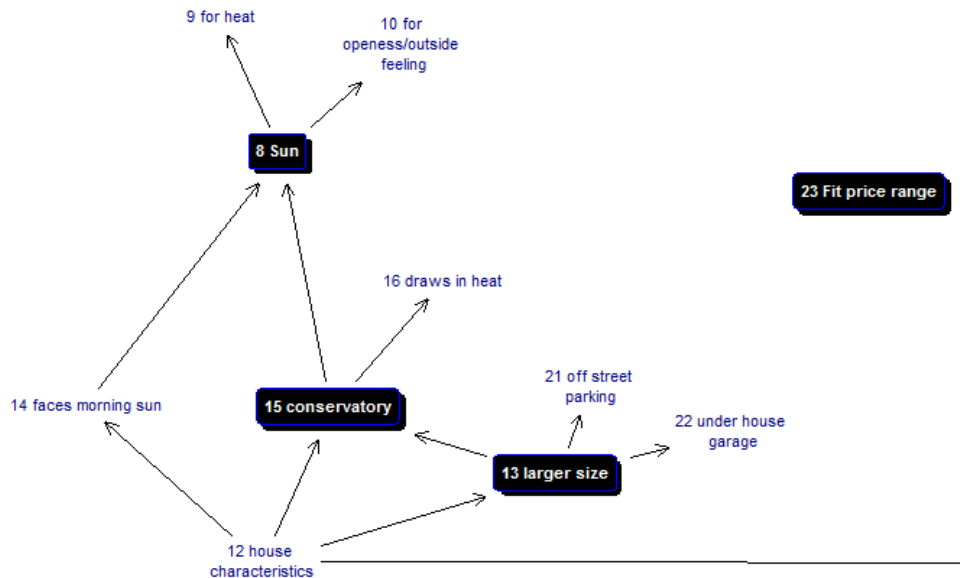 9 for heat
10 for
openess/outside
feeling
8 Sun
23 Fit price range
16 draws in heat
14 faces morning sun
15 conservatory
21 off street
parking
22 under house
garage
13 larger size
12 house
characteristics